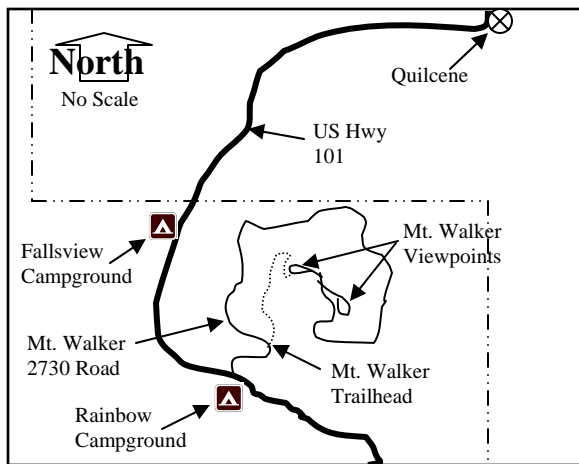 North
No Scale
Quilcene
US Hwy
101
Fallsview
Campground
Mt. Walker
Viewpoints
Mt. Walker
2730 Road
Mt. Walker
Trailhead
Rainbow
Campground